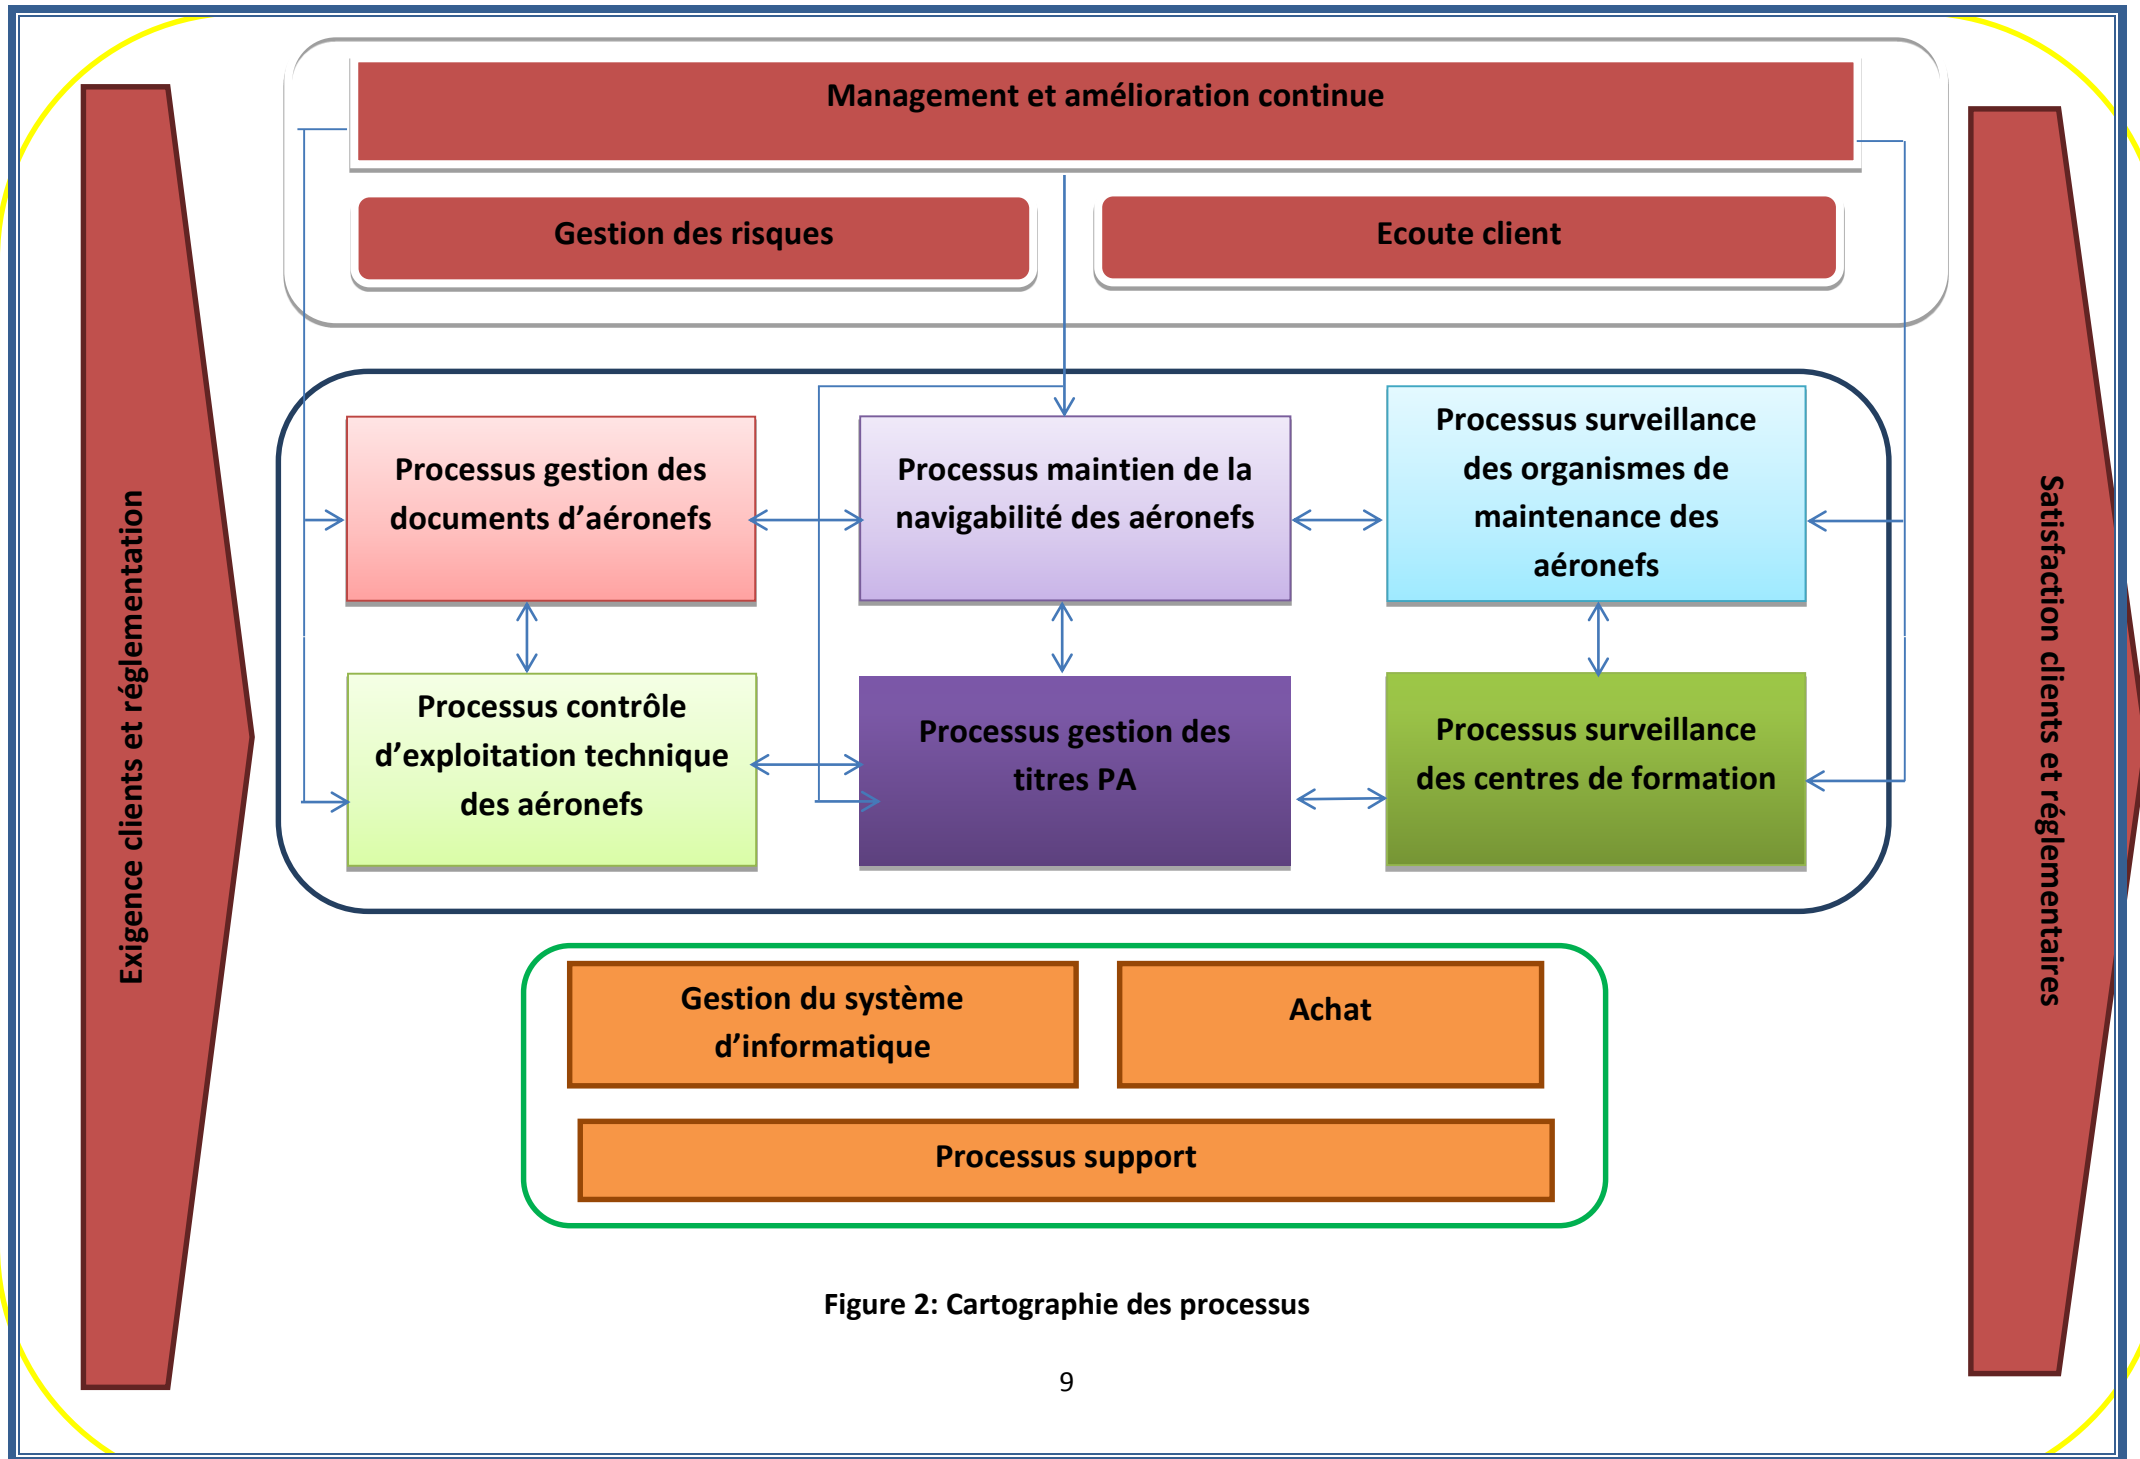 Management et amélioration continue
Gestion des risques
Ecoute client
Exigence clients et réglementation
Processus gestion des
documents d’aéronefs
Processus maintien de la
navigabilité des aéronefs
Processus surveillance
des organismes de
maintenance des
aéronefs
Processus contrôle
d’exploitation technique
des aéronefs
Processus gestion des
titres PA
Processus surveillance
des centres de formation
Satisfaction clients et réglementaires
Gestion du système
d’informatique
Achat
Processus support
Figure 2: Cartographie des processus
9